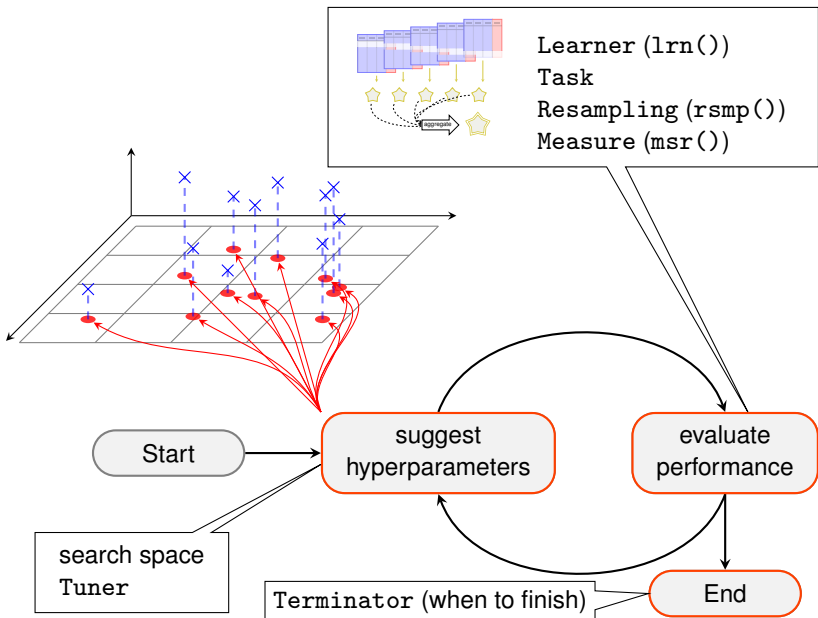 Learner (lrn())
Task
Resampling (rsmp())
Measure (msr())
aggregate
Start
suggest
hyperparameters
evaluate
performance
search space
Tuner
Terminator (when to finish)
End